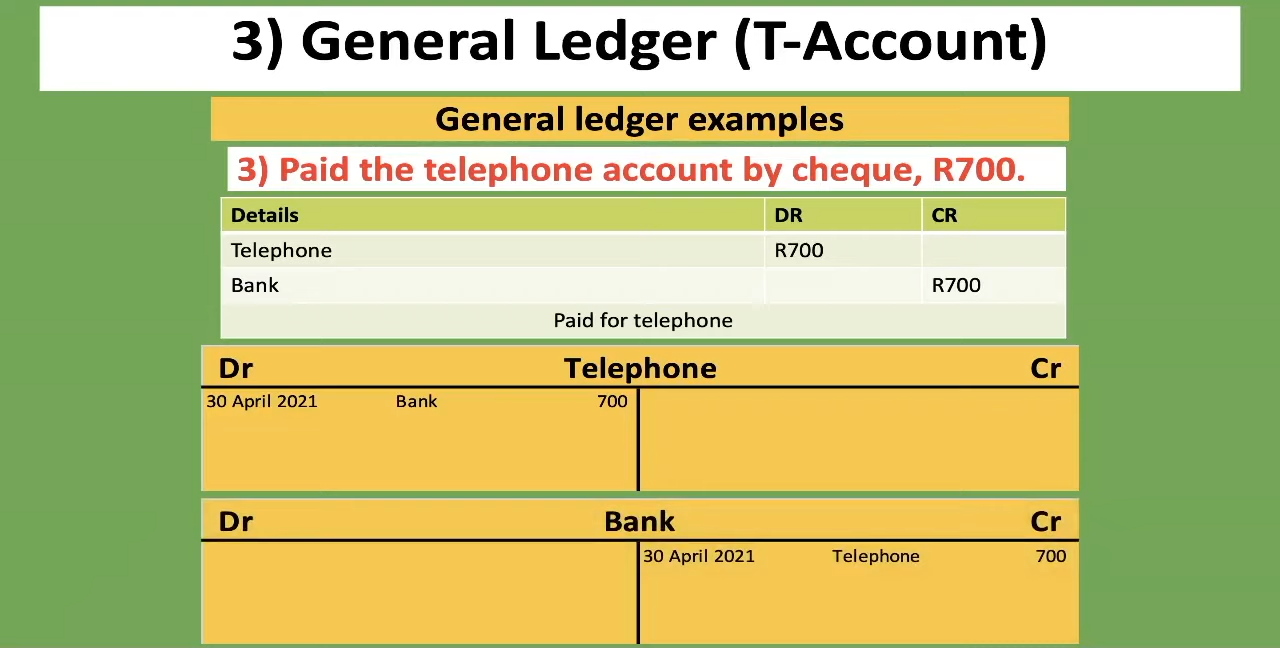 3) General Ledger (T-Account)
General ledger examples
3) Paid the telephone account by cheque, R700.
Details DR CR
Telephone R700
Bank R700
Paid for telephone
Dr Telephone Cr
30 April 2021 Bank 700
Dr Bank Cr
30 April 2021 Telephone 700